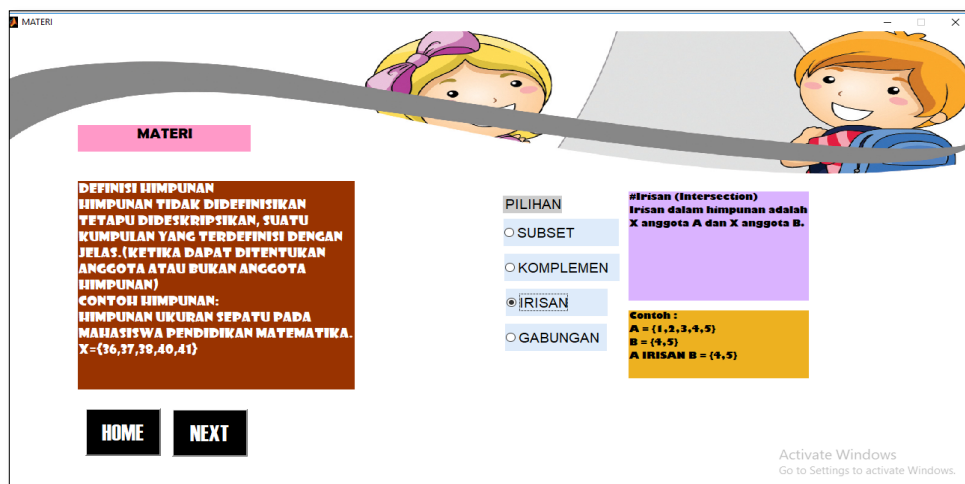 MATERI
MATERI
DEFINISI HIMPUNAN
HIMPUNAN TIDAK DIDEFINISIKAN
TETAPU DIDESKRIPSIKAN, SUATU
KUMPULAN YANG TERDEFINISI DENGAN
JELAS.(KETIKA DAPAT DITENTUKAN
ANGGOTA ATAU BUKAN ANGGOTA
HIMPUNAN)
CONTOH HIMPUNAN:
HIMPUNAN UKURAN SEPATU PADA
MAHASISWA PENDIDIKAN MATEMATIKA.
X={36,37,38,40,41}
HOME
NEXT
PILIHAN
SUBSET
KOMPLEMEN
IRISAN
GABUNGAN
#Irisan (Intersection)
Irisan dalam himpunan adalah
X anggota A dan X anggota B.
Contoh :
A = {1,2,3,4,5}
B = {4,5}
A IRISAN B = {4,5}
Activate Windows
Go to Settings to activate Windows.